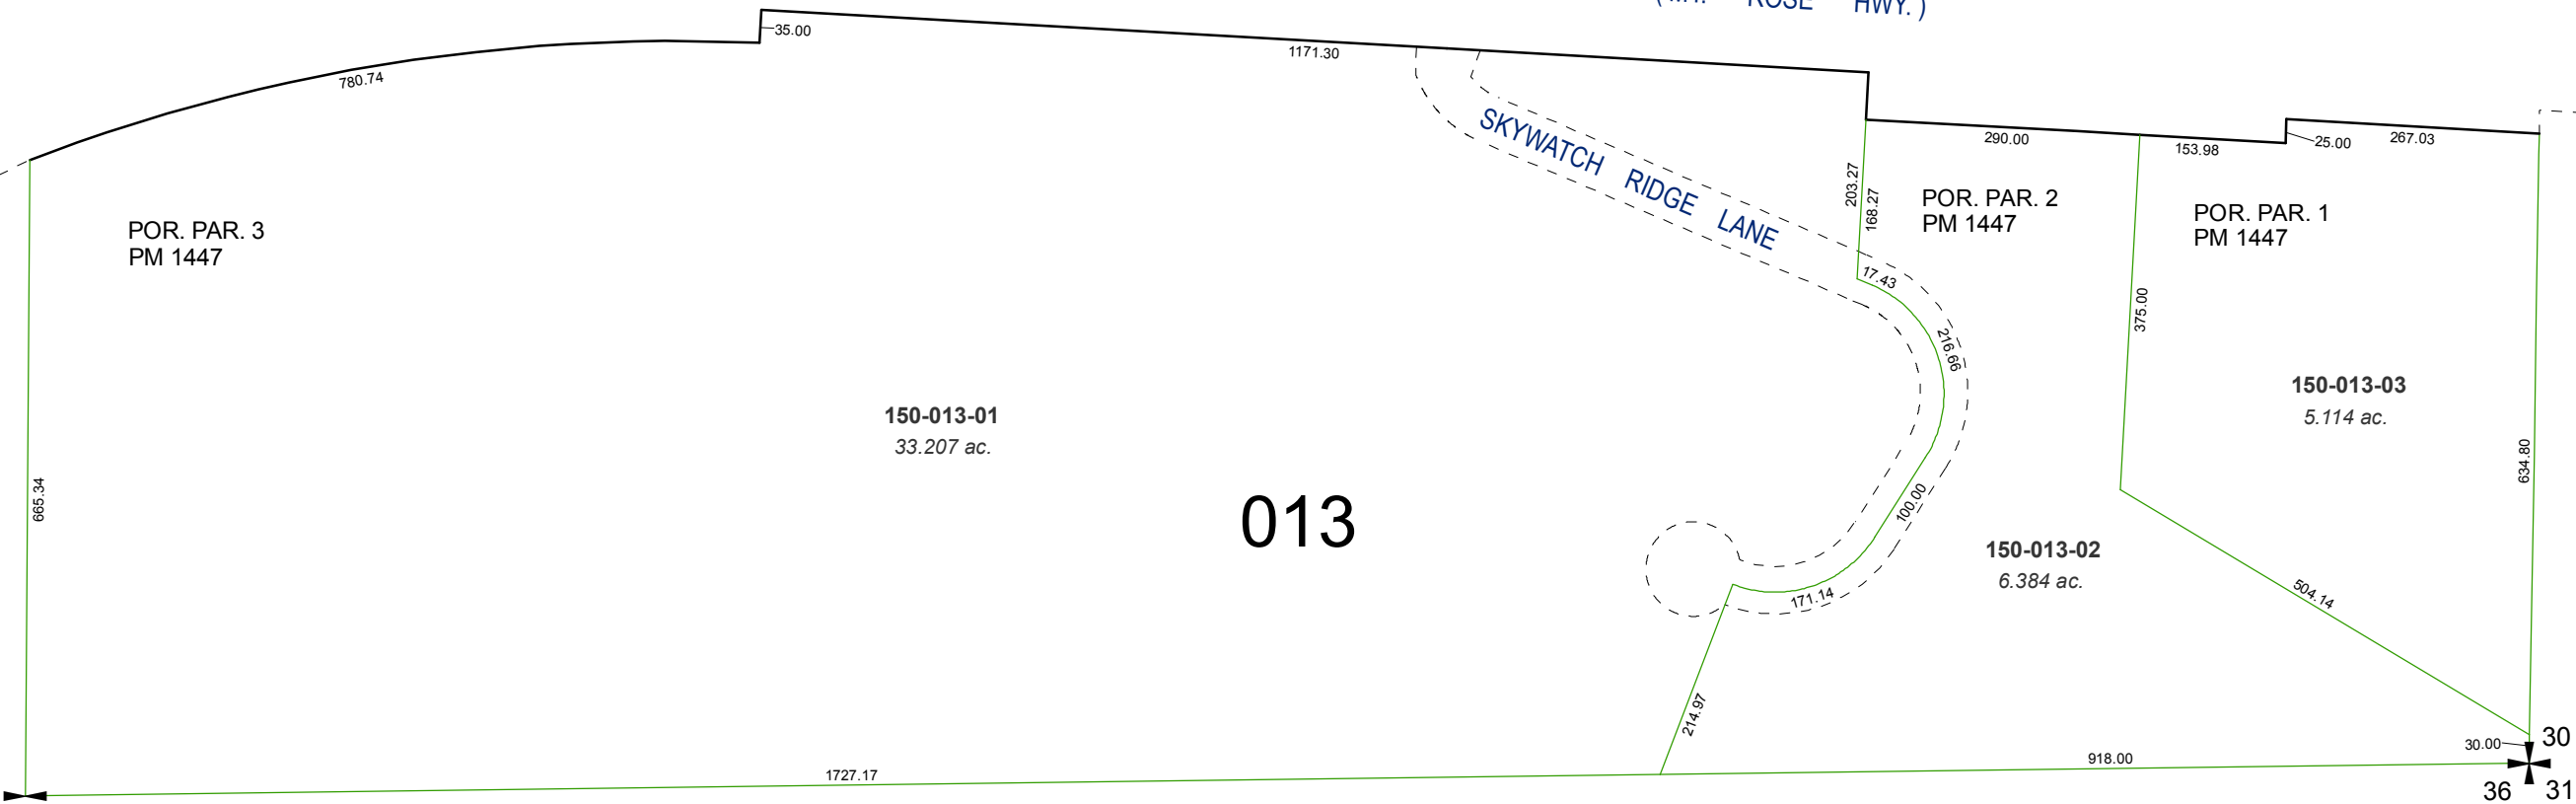 ROSE HWY. )
35.00
1171.30
780.74
SKYWATCH RIDGE LANE
290.00
153.98
25.00
267.03
203.27
168.27
POR. PAR. 3
PM 1447
POR. PAR. 2
PM 1447
POR. PAR. 1
PM 1447
17.43
216.66
375.00
150-013-01
33.207 ac.
150-013-03
5.114 ac.
634.80
665.34
013
100.00
150-013-02
6.384 ac.
171.14
504.14
214.97
1727.17
918.00
30.00
30
36
31